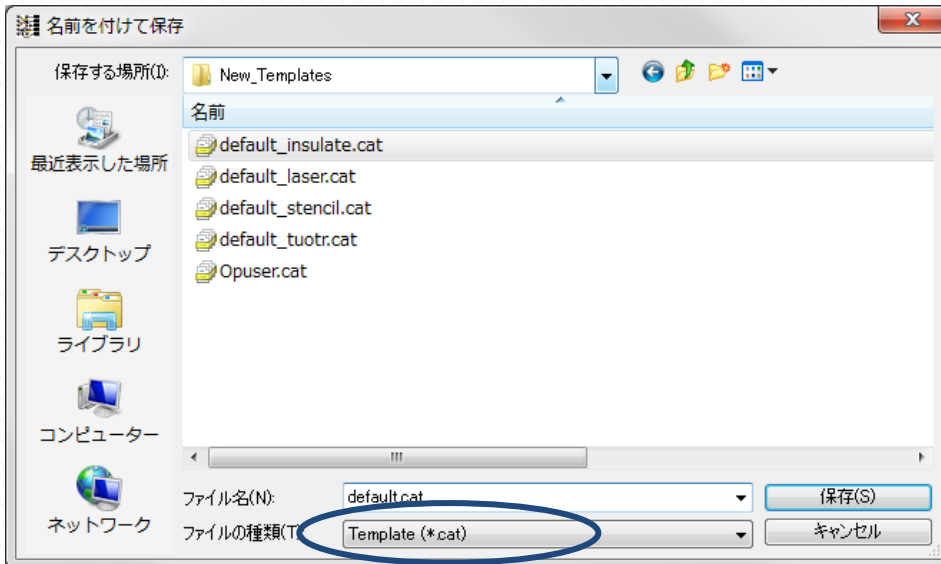 名前を付けて保存
保存する場所(I):
New_Templates
名前
default_insulate.cat
default_laser.cat
default_stencil.cat
default_tuotr.cat
Opuser.cat
最近表示した場所
デスクトップ
ライブラリ
コンピューター
ネットワーク
ファイル名(N):
default.cat
保存(S)
ファイルの種類(T
Template (*.cat)
キャンセル